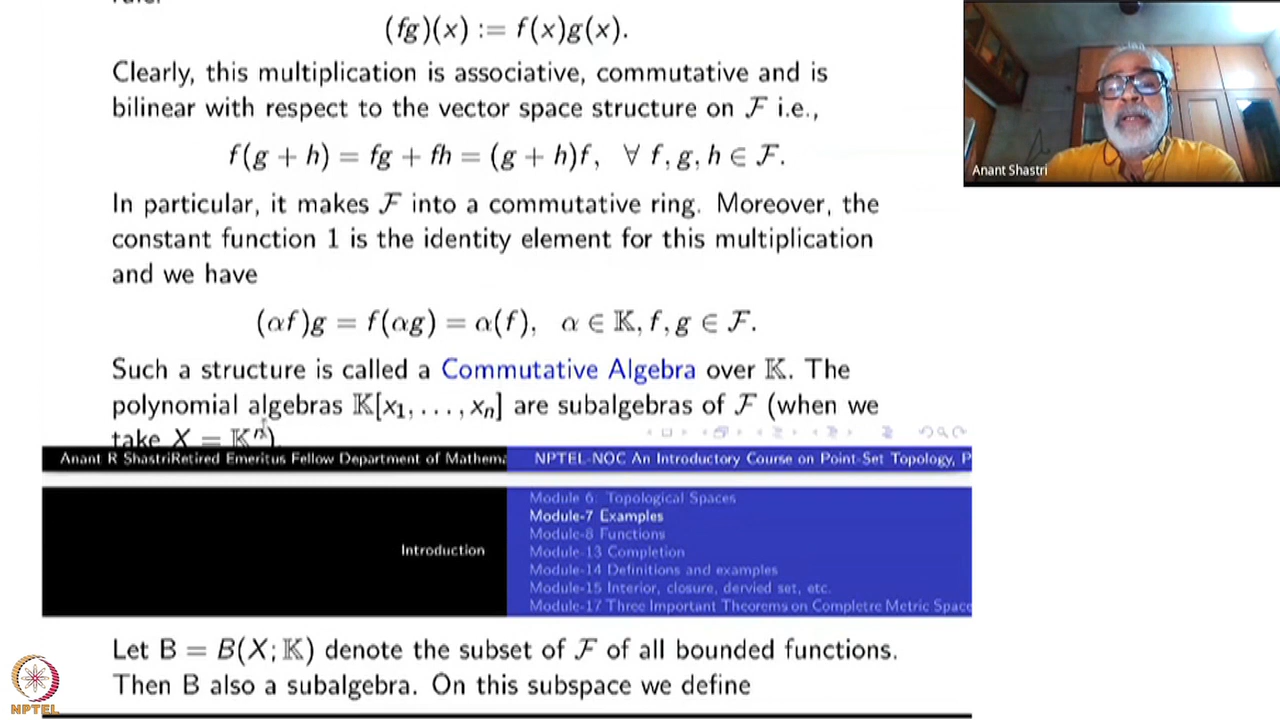 (fg)(x) := f(x)g(x).
Clearly, this multiplication is associative, commutative and is
bilinear with respect to the vector space structure on ℱ i.e.,
f(g + h) = fg + fh = (g + h)f, ∀ f, g, h ∈ ℱ.
In particular, it makes ℱ into a commutative ring. Moreover, the
constant function 1 is the identity element for this multiplication
and we have
(αf)g = f(αg) = α(f), α ∈ 𝕂, f, g ∈ ℱ.
Such a structure is called a Commutative Algebra over 𝕂. The
polynomial algebras 𝕂[x₁, . . . , xₙ] are subalgebras of ℱ (when we
take X = 𝕂ⁿ)
Anant R ShastriRetired Emeritus Fellow Department of Mathema
NPTEL-NOC An Introductory Course on Point-Set Topology, P
Introduction
Module 6: Topological Spaces
Module-7 Examples
Module-8 Functions
Module-13 Completion
Module-14 Definitions and examples
Module-15 Interior, closure, dervied set, etc.
Module-17 Three Important Theorems on Completre Metric Space
Let B = B(X; 𝕂) denote the subset of ℱ of all bounded functions.
Then B also a subalgebra. On this subspace we define
Anant Shastri
NPTEL